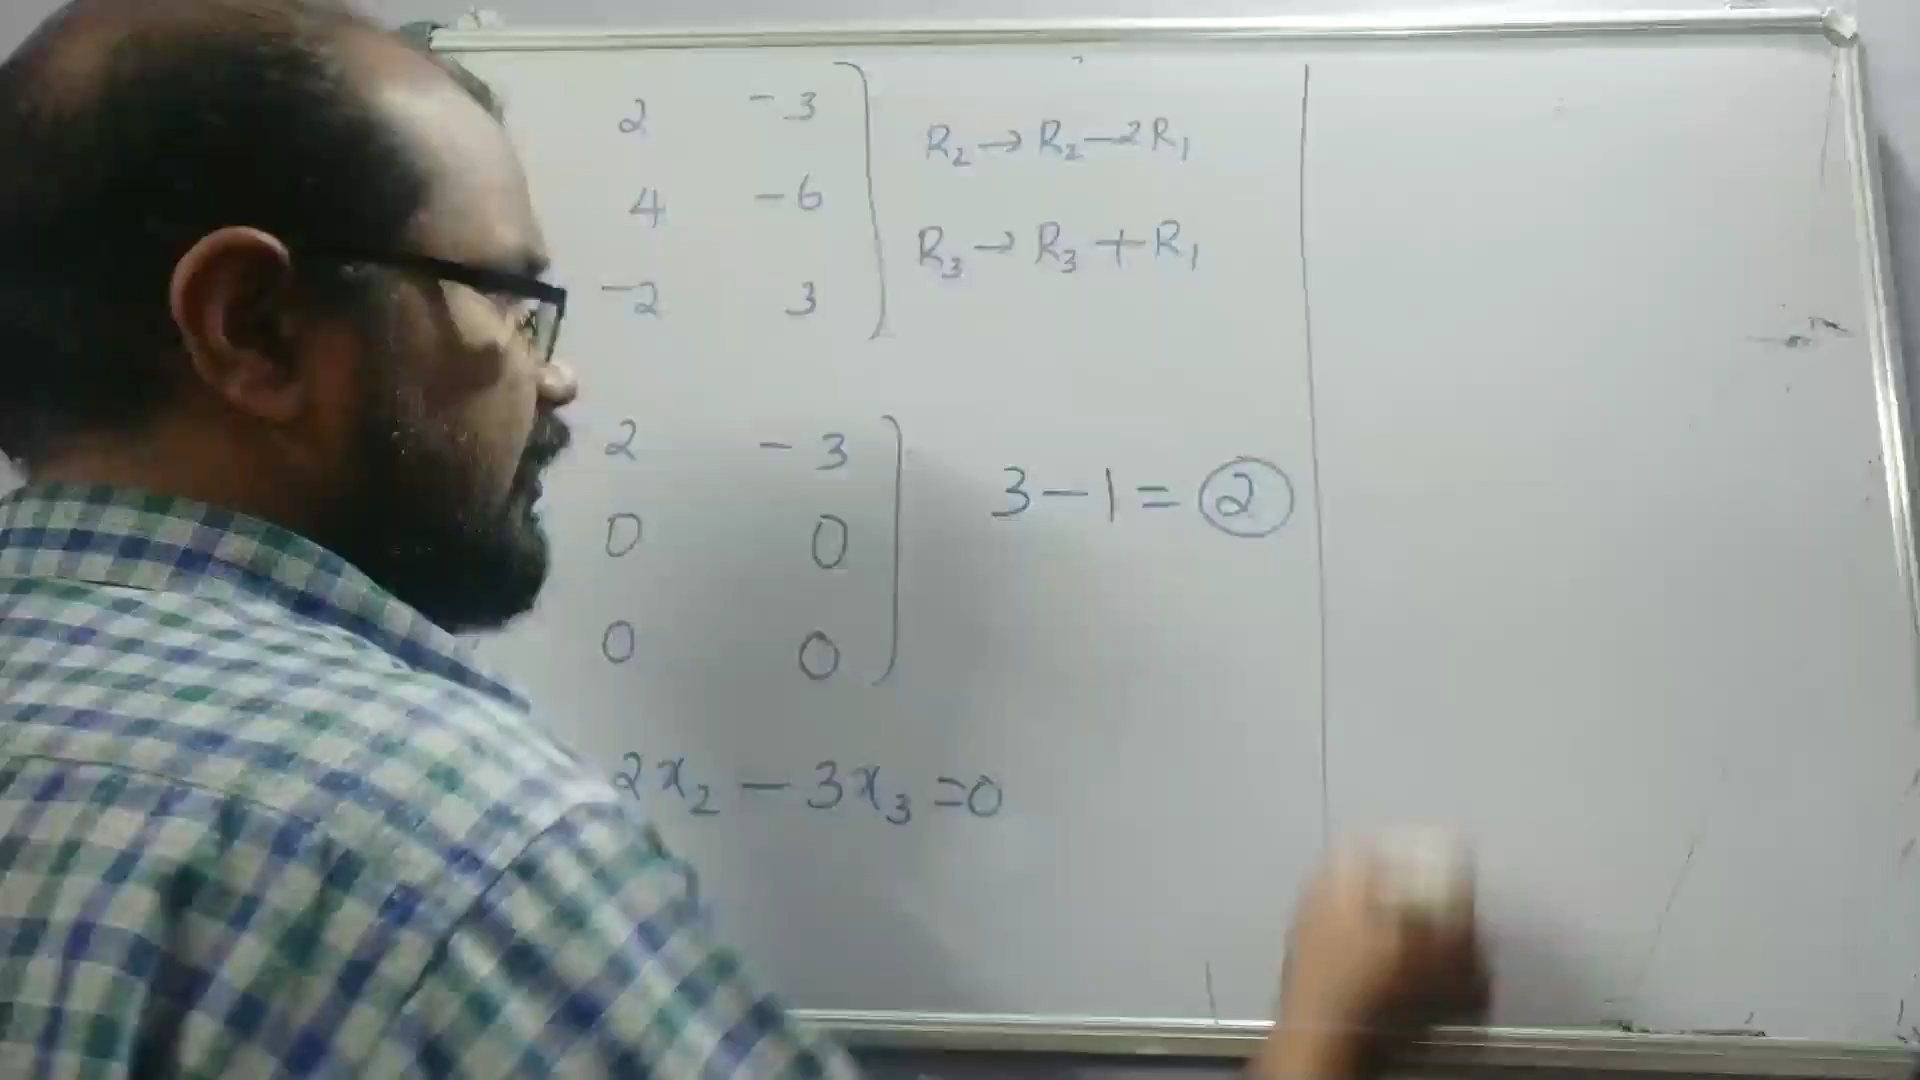 2 -3
R₂→R₂-2R₁
4 -6
R₃→R₃+R₁
-2 3
2 -3
3-1=2
0 0
0 0
2x₂ - 3x₃ =0